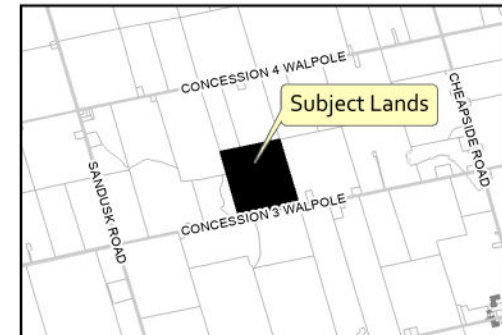 CONCESSION 4 WALPOLE
Subject Lands
CHEAPSIDE ROAD
SANDUSK ROAD
CONCESSION 3 WALPOLE